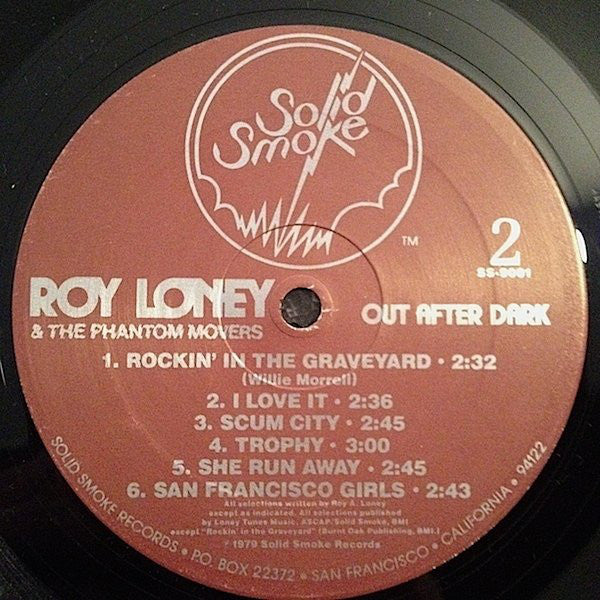 Solid
Smoke
TM
2
SS-9001
ROY LONEY
& THE PHANTOM MOVERS
OUT AFTER DARK
1. ROCKIN' IN THE GRAVEYARD • 2:32
(Willie Morrell)
2. I LOVE IT • 2:36
3. SCUM CITY • 2:45
4. TROPHY • 3:00
5. SHE RUN AWAY • 2:45
6. SAN FRANCISCO GIRLS • 2:43
All selections written by Roy A. Loney
except as indicated. All selections published
by Loney Tunes Music, ASCAP/Solid Smoke, BMI
except "Rockin' in the Graveyard" (Burnt Oak Publishing, BMI.)
1979 Solid Smoke Records
SOLID SMOKE RECORDS • P.O. BOX 22372 • SAN FRANCISCO • CALIFORNIA • 94122